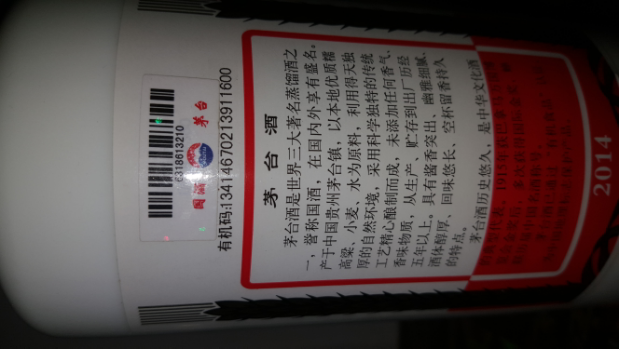 6318613210
国酒 茅台
有机码:13414670213911600
茅台酒
茅台酒是世界三大著名蒸馏酒之
一，誉称国酒，在国内外享有盛名。
产于中国贵州茅台镇，以本地优质糯
高粱、小麦、水为原料，利用得天独
厚的自然环境，采用科学独特的传统
工艺精心酿制而成，未添加任何香气、
香味物质，从生产、贮存到出厂历经
五年以上。具有酱香突出、幽雅细腻、
酒体醇厚、回味悠长、空杯留香持久
的特点。
茅台酒历史悠久，是中华文化酒
2014